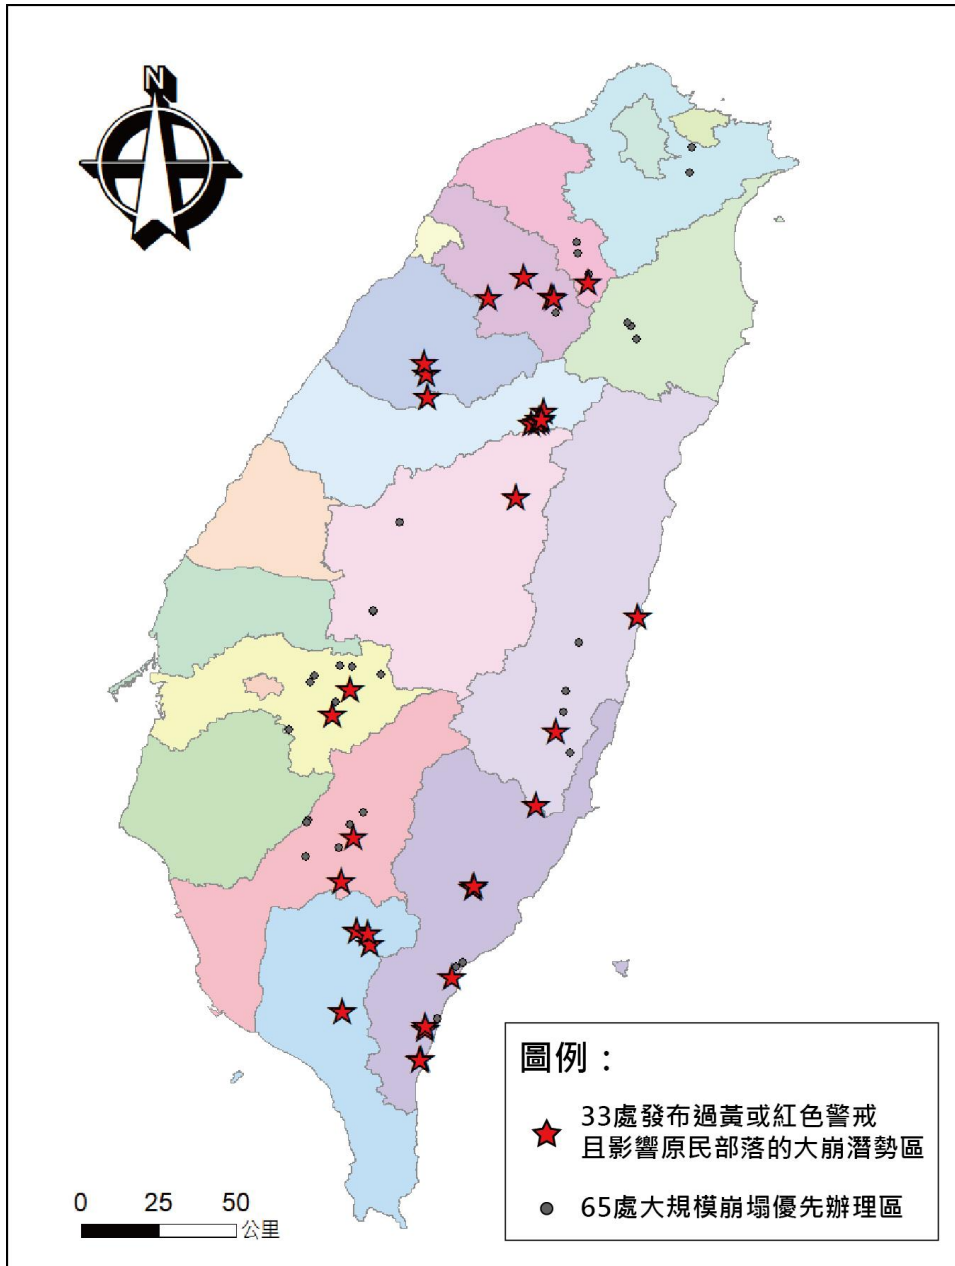 N
圖例：
33處發布過黃或紅色警戒
且影響原民部落的大崩潛勢區
65處大規模崩塌優先辦理區
0 25 50
公里